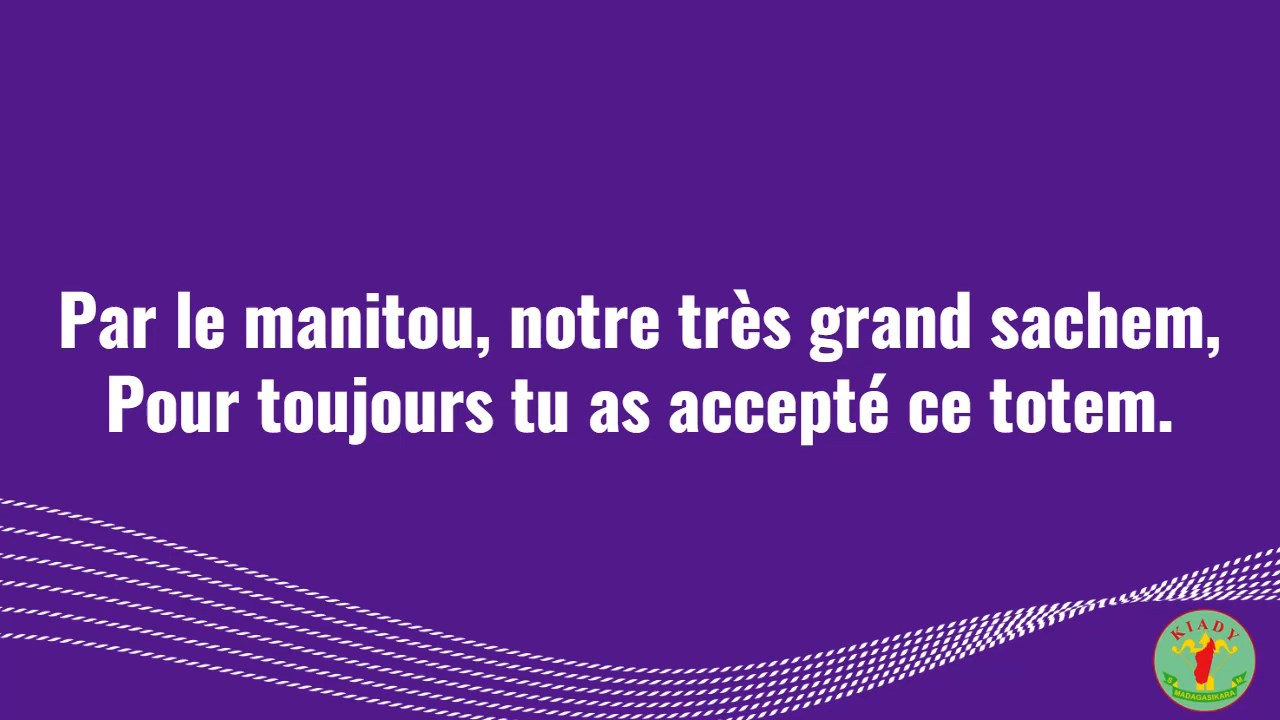 Par le manitou, notre très grand sachem,
Pour toujours tu as accepté ce totem.
KIADY
S M
MADAGASIKARA